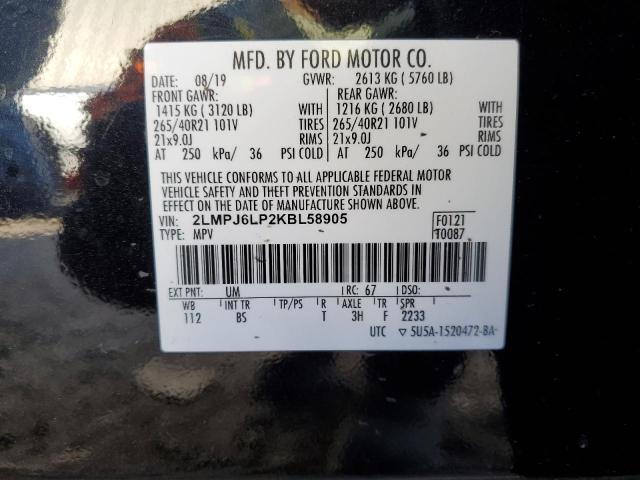 MFD. BY FORD MOTOR CO.
DATE: 08/19 GVWR: 2613 KG ( 5760 LB)
FRONT GAWR: REAR GAWR:
1415 KG ( 3120 LB) WITH 1216 KG ( 2680 LB) WITH
265/40R21 101V TIRES 265/40R21 101V TIRES
21x9.0J RIMS 21x9.0J RIMS
AT 250 kPa/ 36 PSI COLD AT 250 kPa/ 36 PSI COLD
THIS VEHICLE CONFORMS TO ALL APPLICABLE FEDERAL MOTOR
VEHICLE SAFETY AND THEFT PREVENTION STANDARDS IN
EFFECT ON THE DATE OF MANUFACTURE SHOWN ABOVE.
VIN: 2LMPJ6LP2KBL58905 F0121
TYPE: MPV T0087
EXT PNT: UM RC: 67 DSO:
WB INT TR TP/PS R AXLE TR SPR
112 BS T 3H F 2233
UTC ▽ 5U5A-1520472-BA